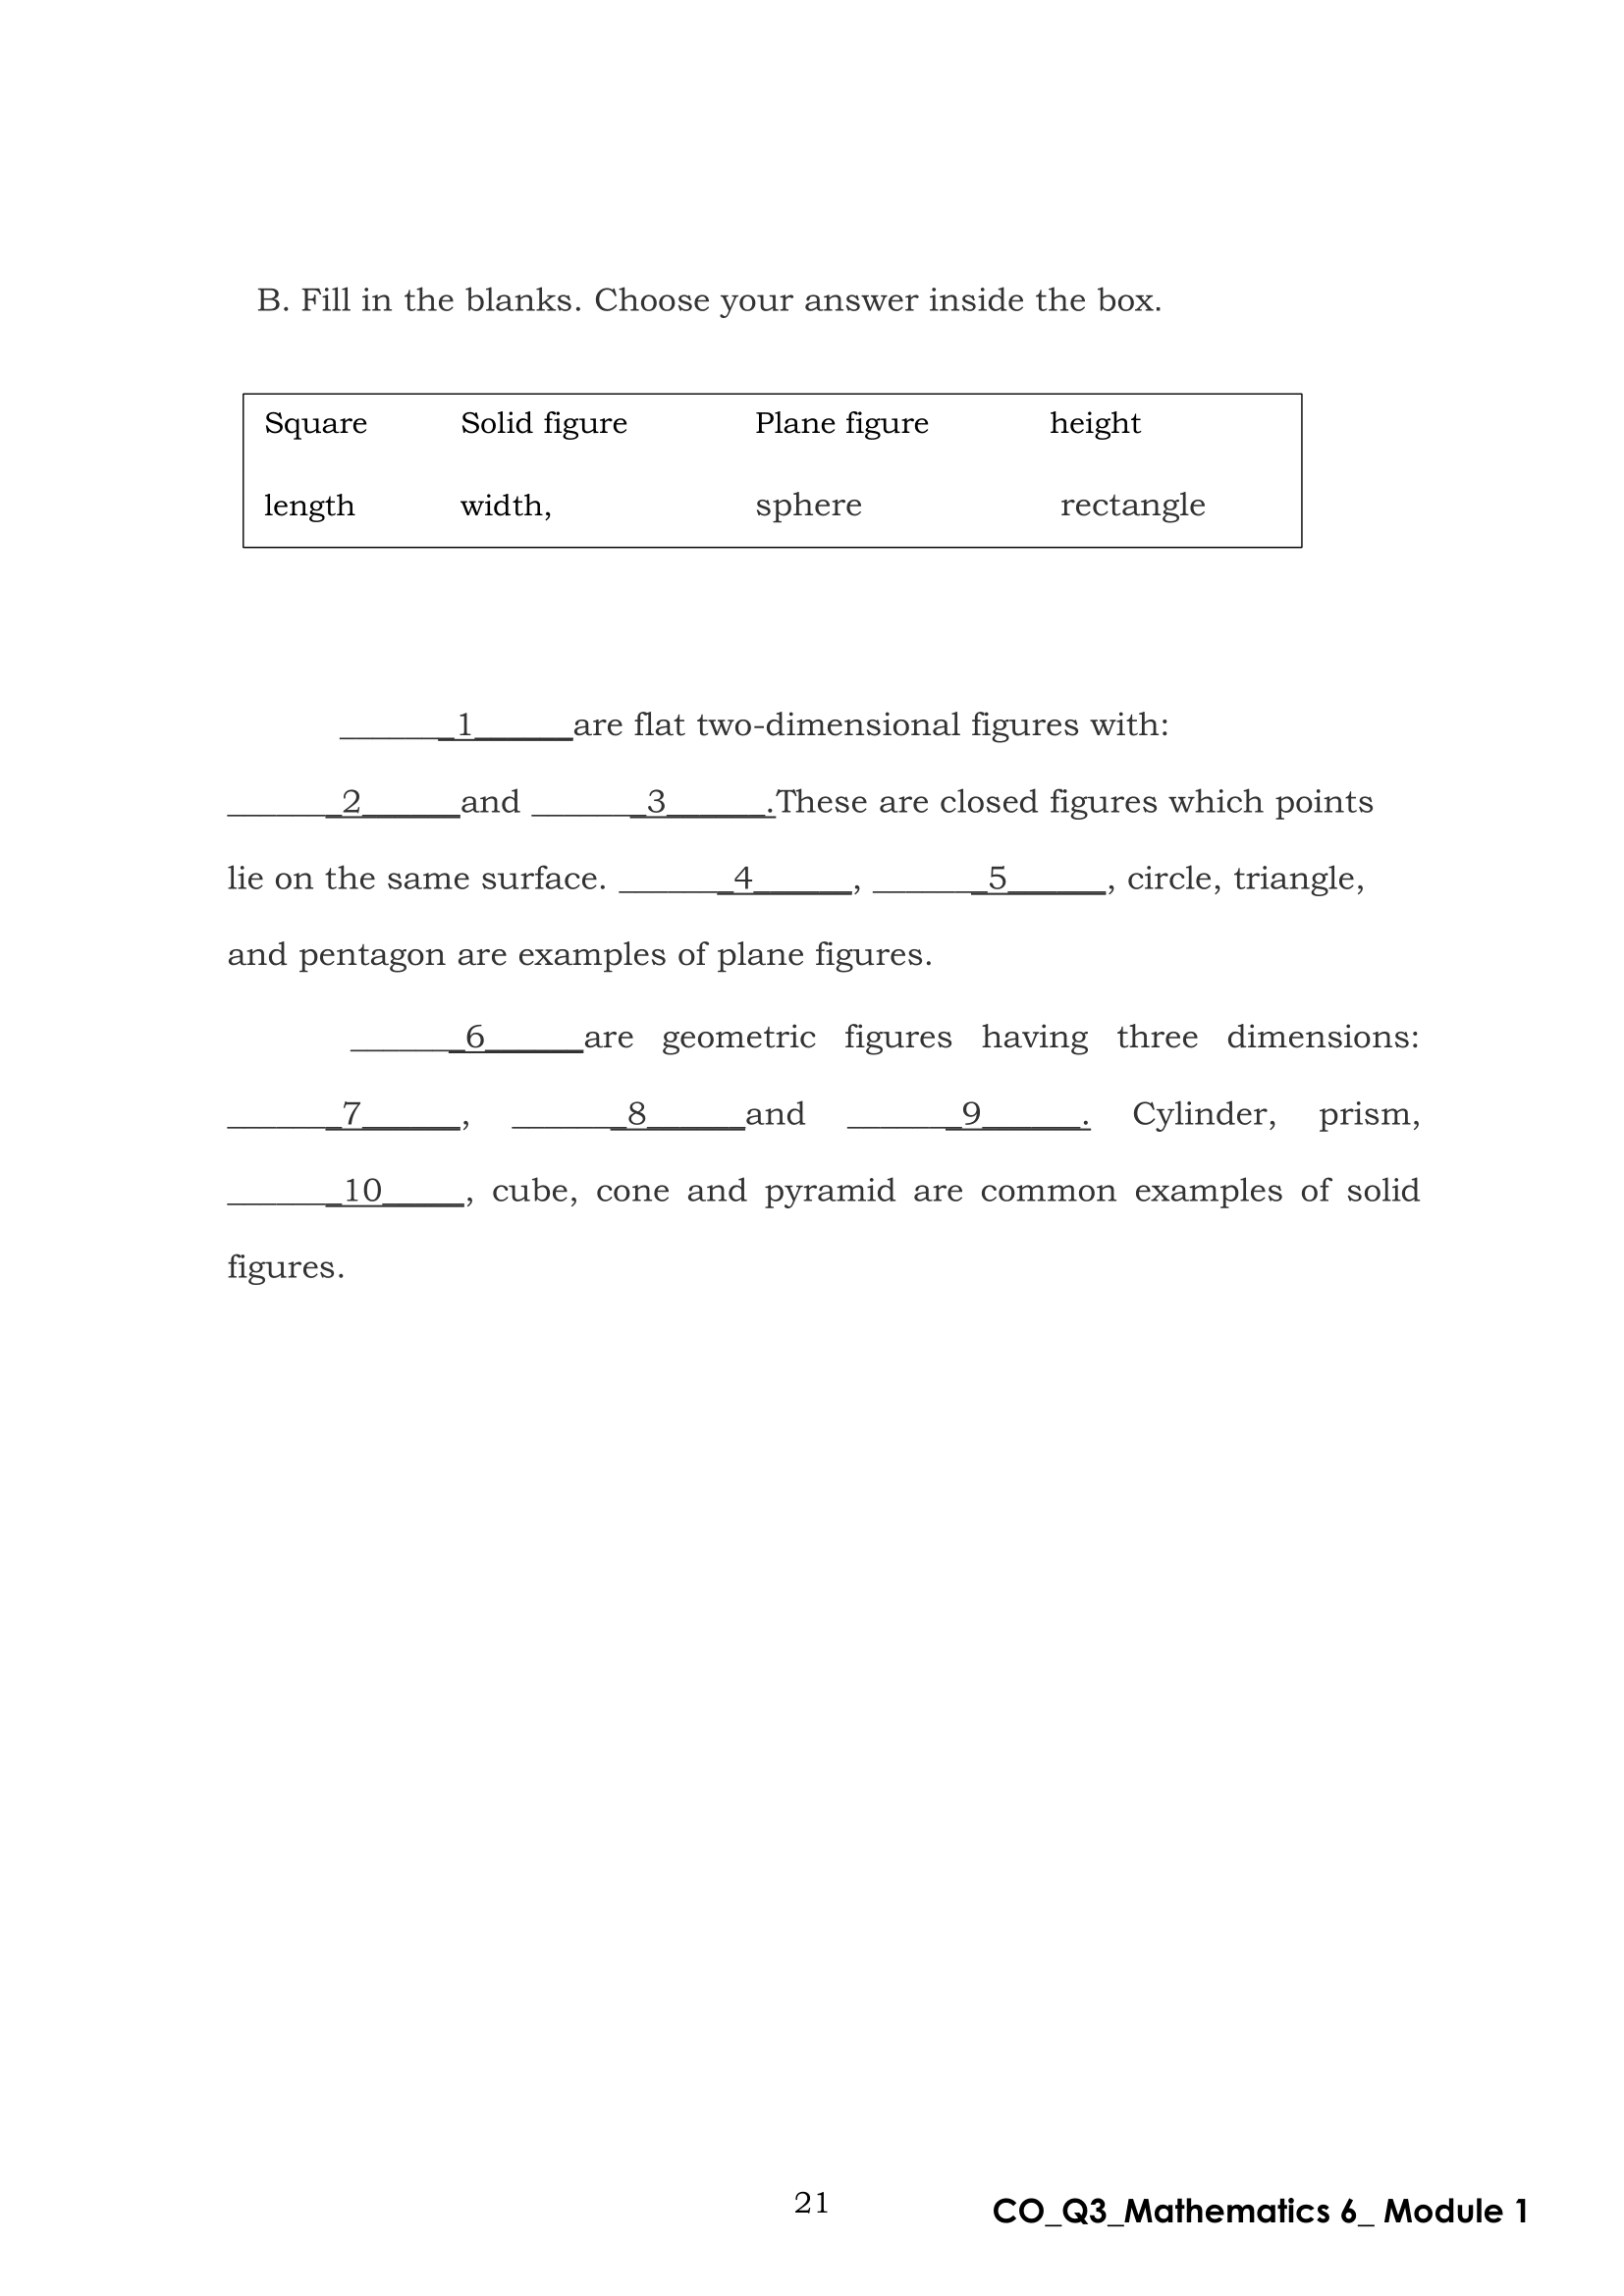 B. Fill in the blanks. Choose your answer inside the box.
Square Solid figure Plane figure height
length width, sphere rectangle
_______1______are flat two-dimensional figures with:
_______2______and _______3______.These are closed figures which points
lie on the same surface. _______4______, _______5______, circle, triangle,
and pentagon are examples of plane figures.
_______6______are geometric figures having three dimensions:
_______7______, _______8______and _______9______. Cylinder, prism,
_______10_____, cube, cone and pyramid are common examples of solid
figures.
21
CO_Q3_Mathematics 6_ Module 1